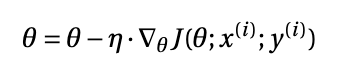 θ = θ − η · ∇_θ J(θ; x^(i); y^(i))